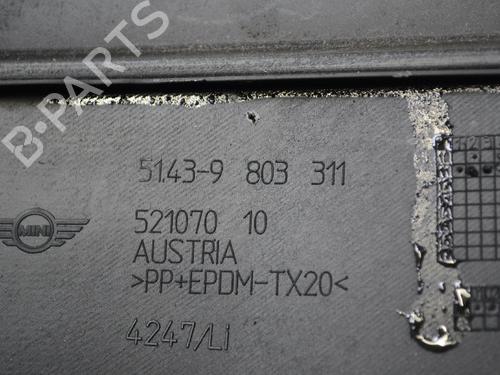 B-PARTS
51.43-9 803 311
MINI
521070 10
AUSTRIA
>PP+EPDM-TX20<
4247/Li